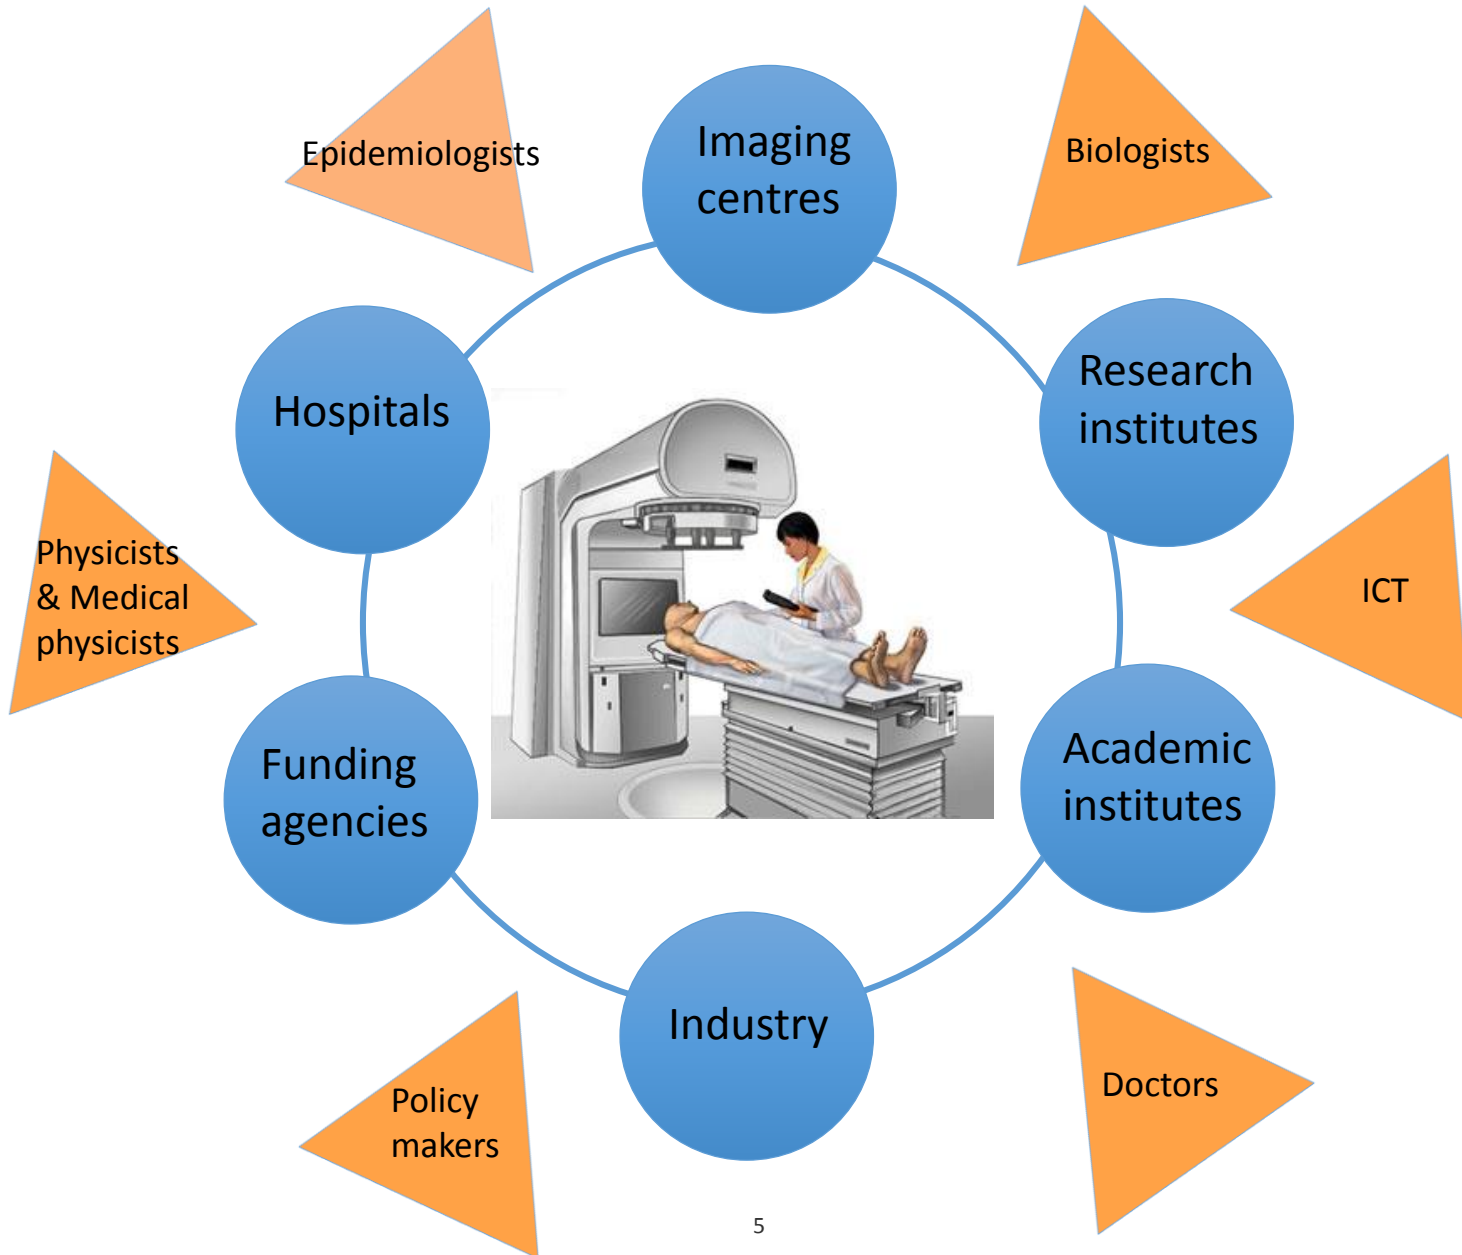 Epidemiologists
Imaging
centres
Biologists
Hospitals
Research
institutes
Physicists
& Medical
physicists
ICT
Funding
agencies
Academic
institutes
Industry
Policy
makers
Doctors
5